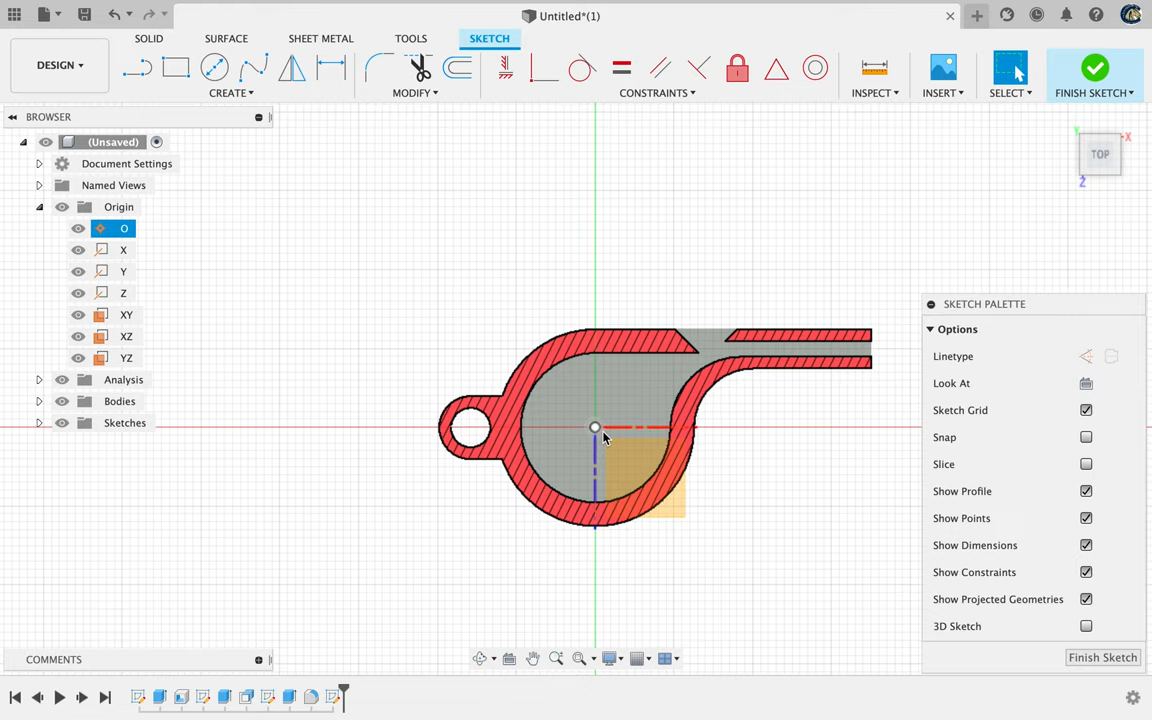 Untitled*(1)
DESIGN
SOLID
SURFACE
SHEET METAL
TOOLS
SKETCH
CREATE
MODIFY
CONSTRAINTS
INSPECT
INSERT
SELECT
FINISH SKETCH
BROWSER
(Unsaved)
Document Settings
Named Views
Origin
O
X
Y
Z
XY
XZ
YZ
Analysis
Bodies
Sketches
Y
X
TOP
Z
SKETCH PALETTE
Options
Linetype
Look At
Sketch Grid
Snap
Slice
Show Profile
Show Points
Show Dimensions
Show Constraints
Show Projected Geometries
3D Sketch
Finish Sketch
COMMENTS